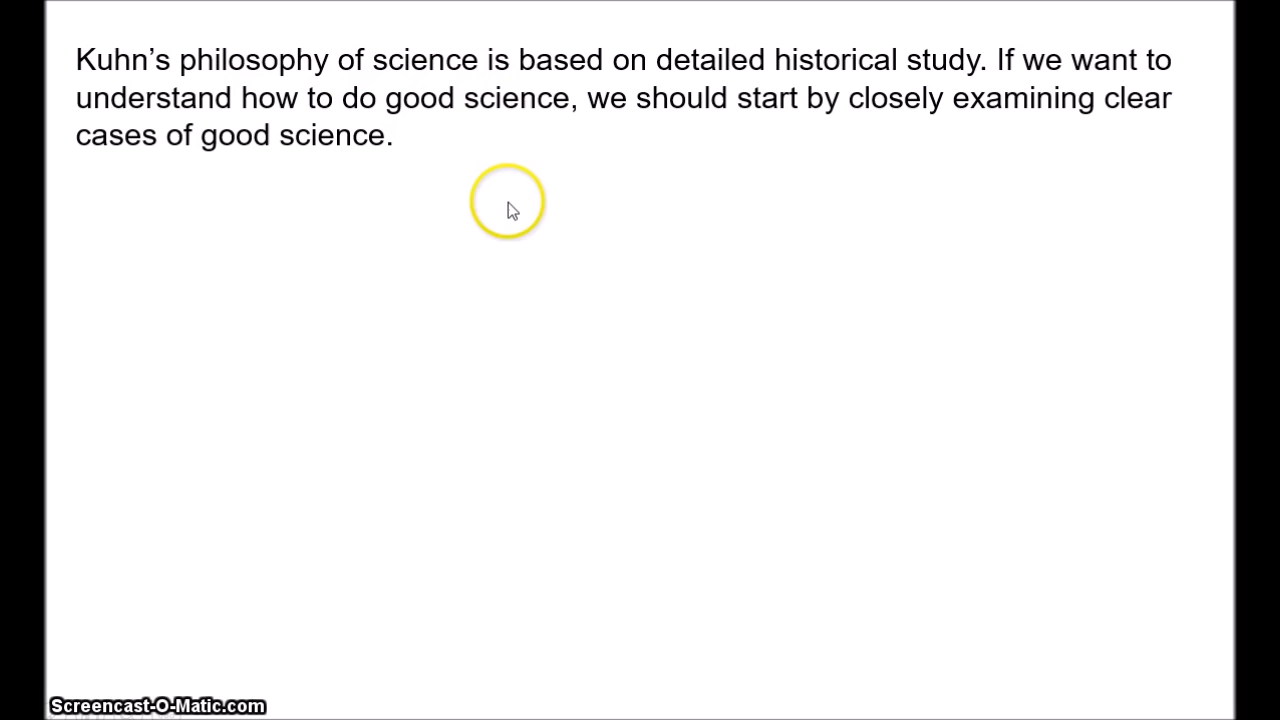 Kuhn’s philosophy of science is based on detailed historical study. If we want to
understand how to do good science, we should start by closely examining clear
cases of good science.
Screencast-O-Matic.com